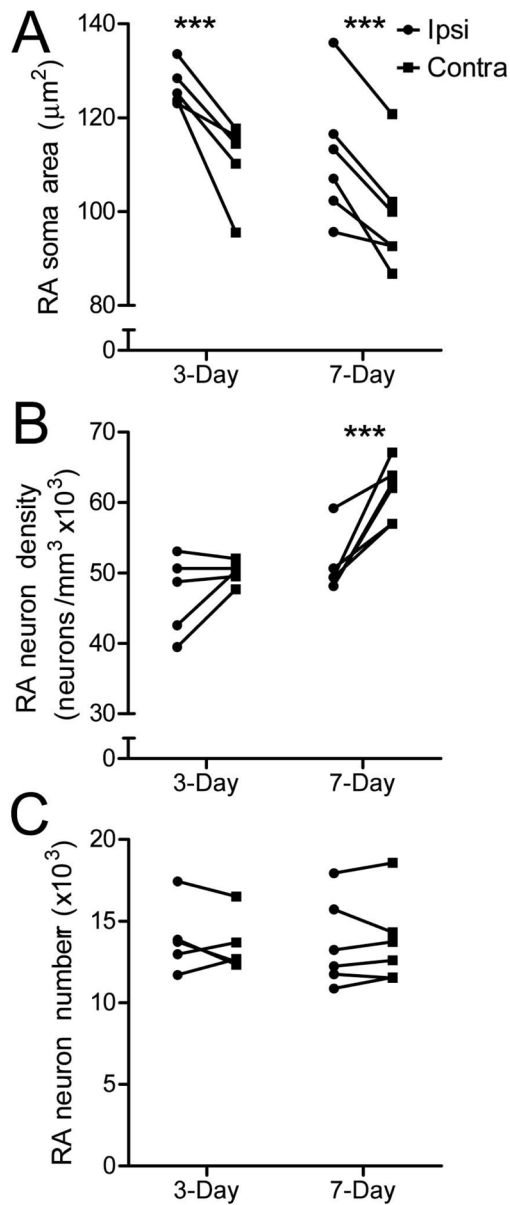 A
***
***
Ipsi
Contra
RA soma area (μm²)
140
120
100
80
0
3-Day
7-Day
B
***
RA neuron density
(neurons /mm³ x10³)
70
60
50
40
30
0
3-Day
7-Day
C
RA neuron number (x10³)
20
15
10
5
0
3-Day
7-Day